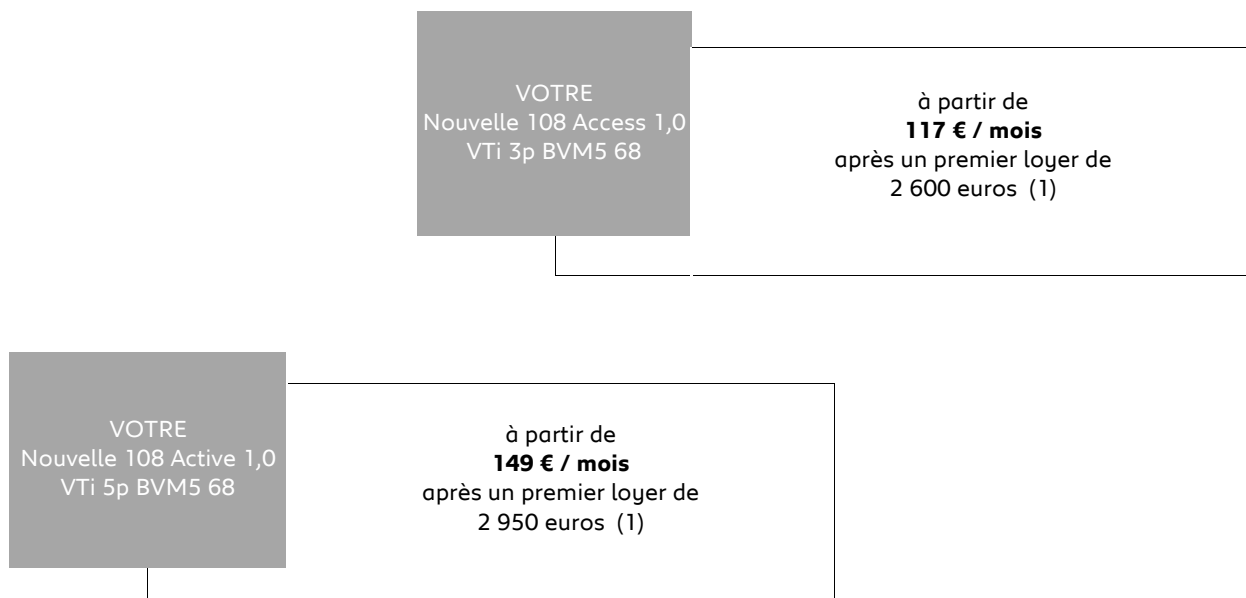 VOTRE
Nouvelle 108 Access 1,0
VTi 3p BVM5 68
à partir de
117 € / mois
après un premier loyer de
2 600 euros (1)
VOTRE
Nouvelle 108 Active 1,0
VTi 5p BVM5 68
à partir de
149 € / mois
après un premier loyer de
2 950 euros (1)